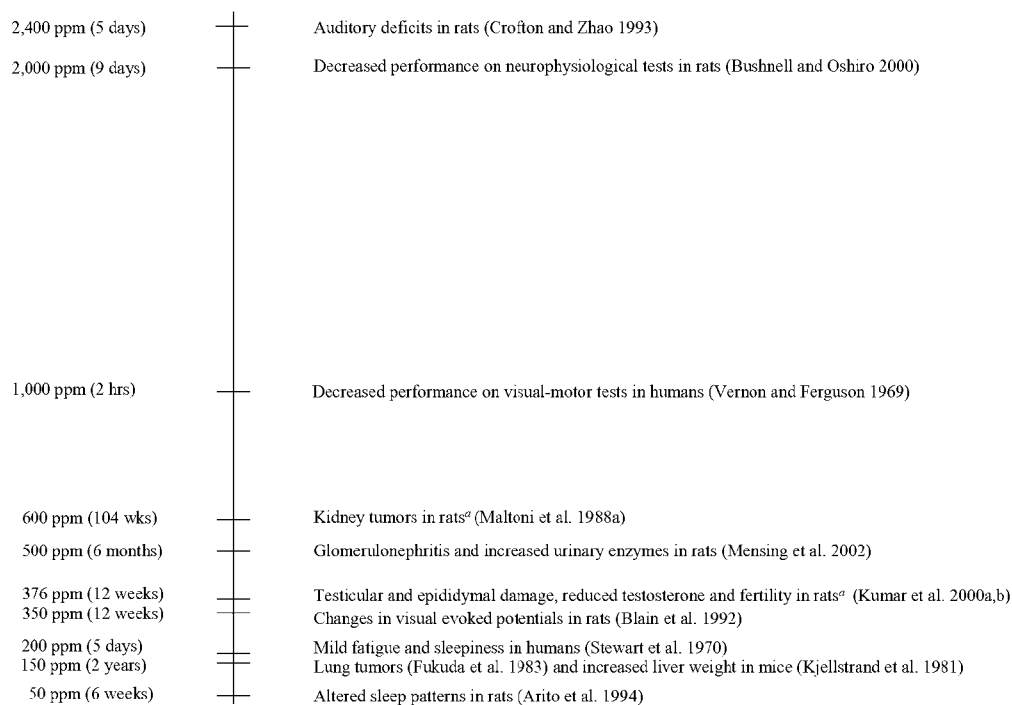 2,400 ppm (5 days) Auditory deficits in rats (Crofton and Zhao 1993)
2,000 ppm (9 days) Decreased performance on neurophysiological tests in rats (Bushnell and Oshiro 2000)
1,000 ppm (2 hrs) Decreased performance on visual-motor tests in humans (Vernon and Ferguson 1969)
600 ppm (104 wks) Kidney tumors in ratsᵃ (Maltoni et al. 1988a)
500 ppm (6 months) Glomerulonephritis and increased urinary enzymes in rats (Mensing et al. 2002)
376 ppm (12 weeks) Testicular and epididymal damage, reduced testosterone and fertility in ratsᵃ (Kumar et al. 2000a,b)
350 ppm (12 weeks) Changes in visual evoked potentials in rats (Blain et al. 1992)
200 ppm (5 days) Mild fatigue and sleepiness in humans (Stewart et al. 1970)
150 ppm (2 years) Lung tumors (Fukuda et al. 1983) and increased liver weight in mice (Kjellstrand et al. 1981)
50 ppm (6 weeks) Altered sleep patterns in rats (Arito et al. 1994)